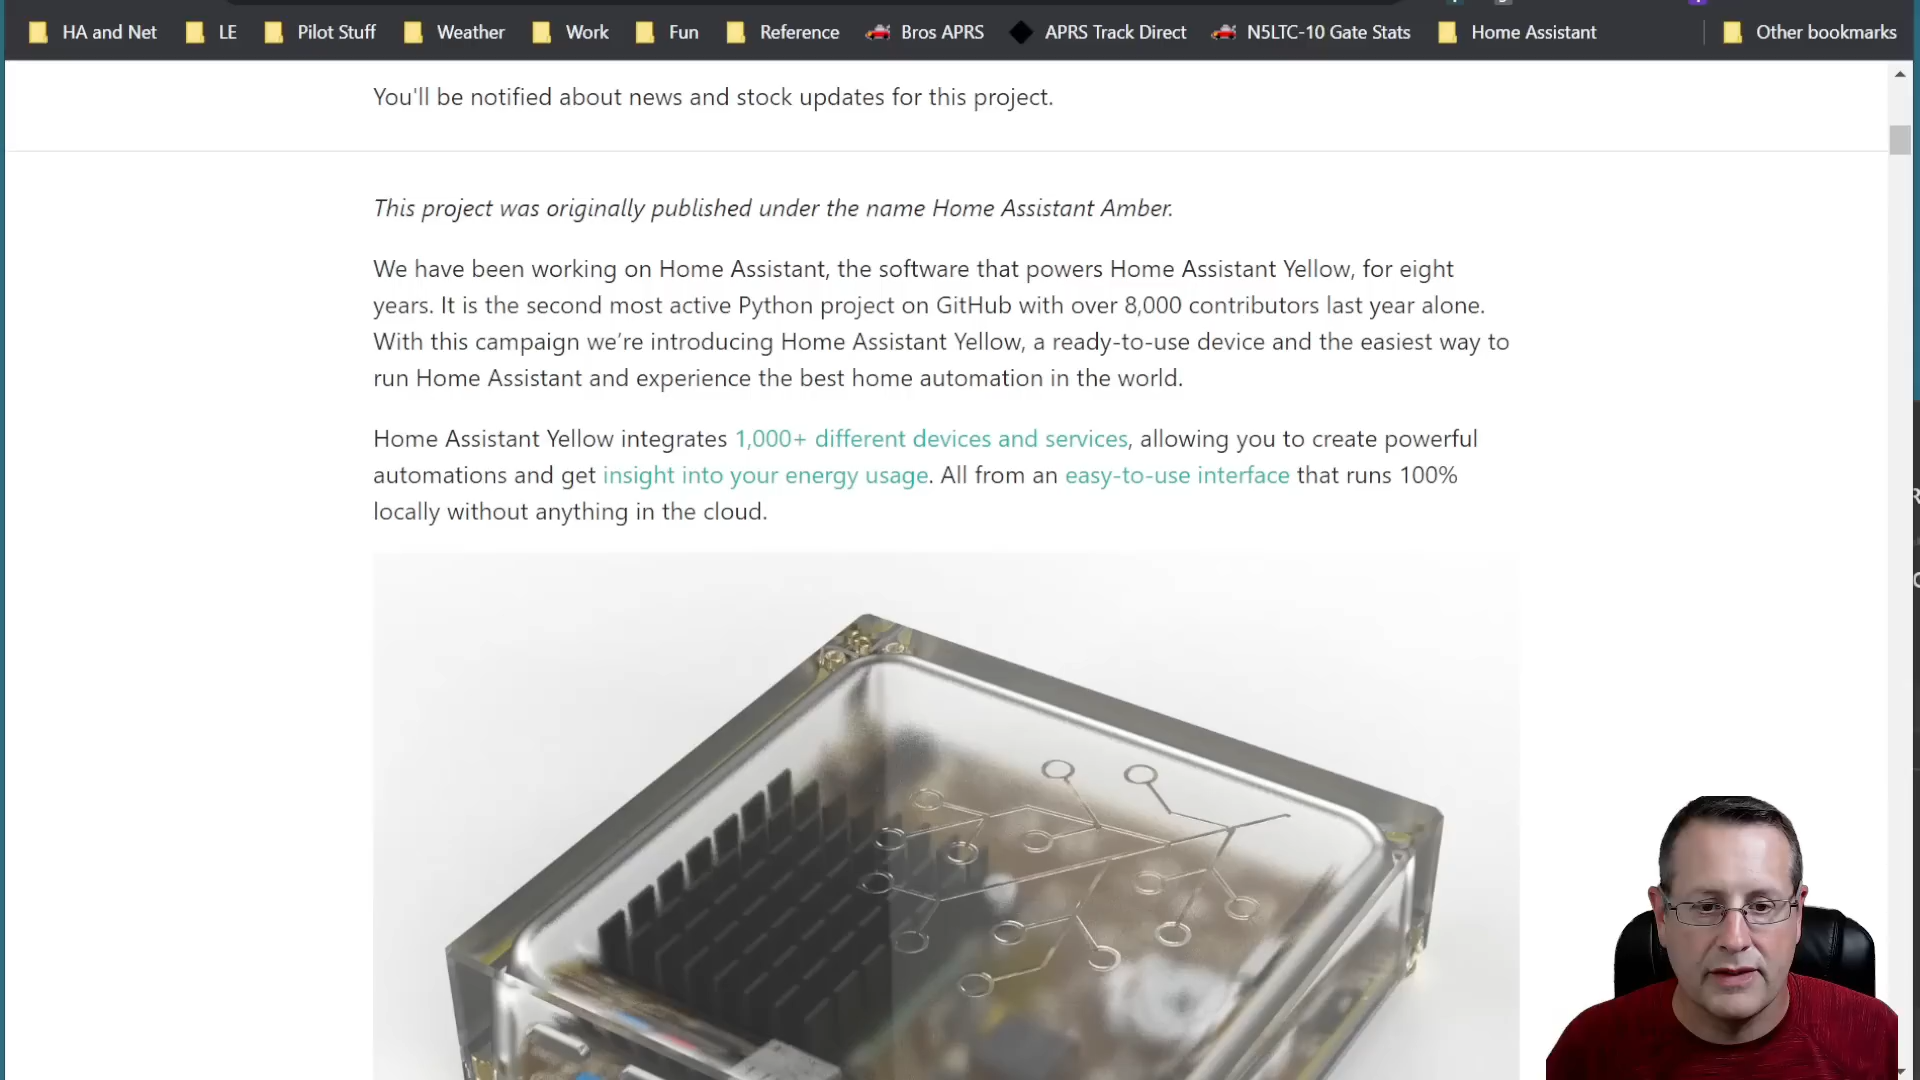 HA and Net LE Pilot Stuff Weather Work Fun Reference Bros APRS APRS Track Direct N5LTC-10 Gate Stats Home Assistant Other bookmarks
You'll be notified about news and stock updates for this project.
This project was originally published under the name Home Assistant Amber.
We have been working on Home Assistant, the software that powers Home Assistant Yellow, for eight
years. It is the second most active Python project on GitHub with over 8,000 contributors last year alone.
With this campaign we’re introducing Home Assistant Yellow, a ready-to-use device and the easiest way to
run Home Assistant and experience the best home automation in the world.
Home Assistant Yellow integrates 1,000+ different devices and services, allowing you to create powerful
automations and get insight into your energy usage. All from an easy-to-use interface that runs 100%
locally without anything in the cloud.